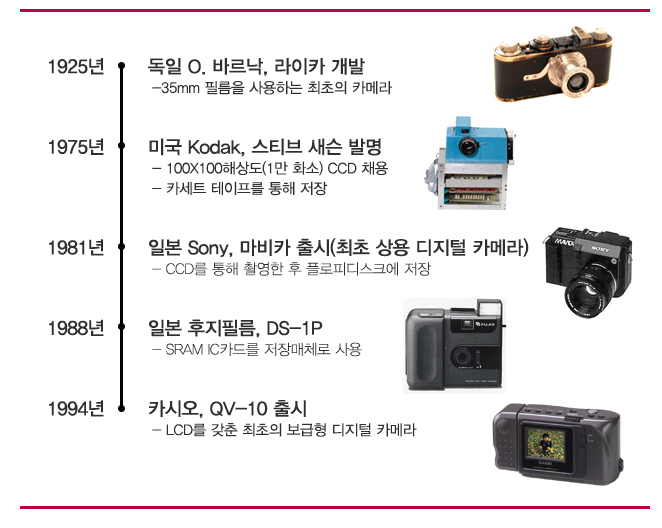 1925년
독일 O. 바르낙, 라이카 개발
-35mm 필름을 사용하는 최초의 카메라
1975년
미국 Kodak, 스티브 새슨 발명
- 100X100해상도(1만 화소) CCD 채용
- 카세트 테이프를 통해 저장
1981년
일본 Sony, 마비카 출시(최초 상용 디지털 카메라)
- CCD를 통해 촬영한 후 플로피디스크에 저장
MAVICA
SONY
1988년
일본 후지필름, DS-1P
- SRAM IC카드를 저장매체로 사용
FUJIX
1994년
카시오, QV-10 출시
- LCD를 갖춘 최초의 보급형 디지털 카메라
CASIO